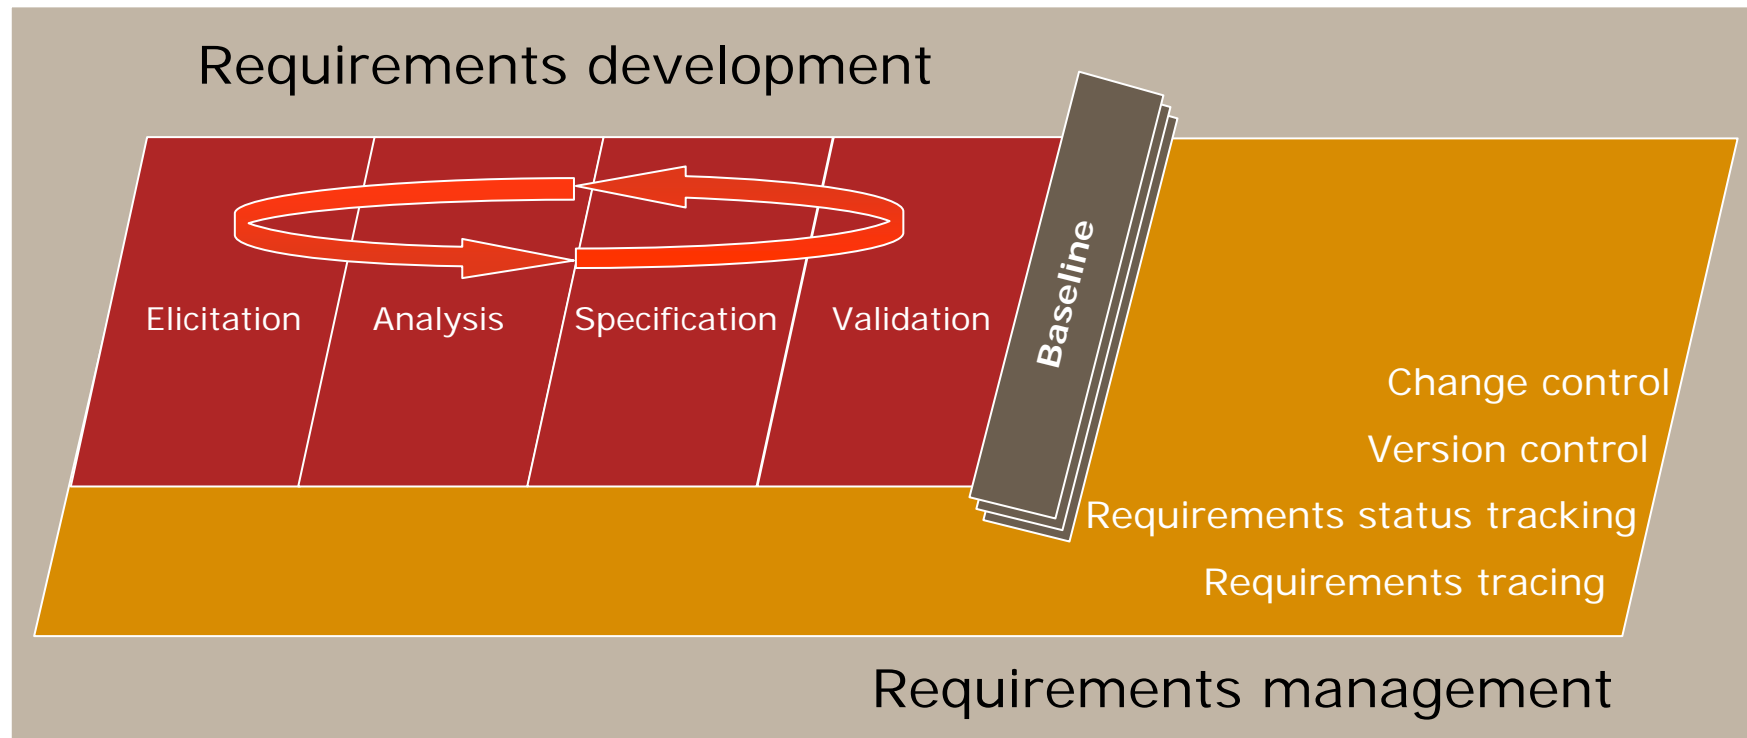 Requirements development
Elicitation
Analysis
Specification
Validation
Baseline
Change control
Version control
Requirements status tracking
Requirements tracing
Requirements management